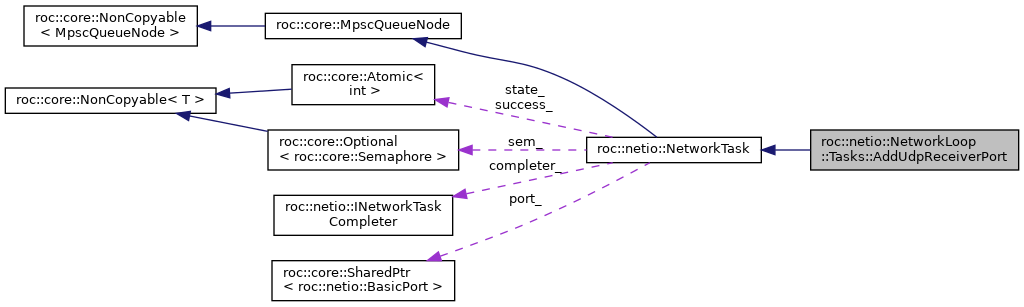 roc::core::NonCopyable
< MpscQueueNode >
roc::core::MpscQueueNode
roc::core::NonCopyable< T >
roc::core::Atomic<
int >
state_
success_
roc::core::Optional
< roc::core::Semaphore >
sem_
roc::netio::NetworkTask
roc::netio::NetworkLoop
::Tasks::AddUdpReceiverPort
completer_
roc::netio::INetworkTask
Completer
port_
roc::core::SharedPtr
< roc::netio::BasicPort >